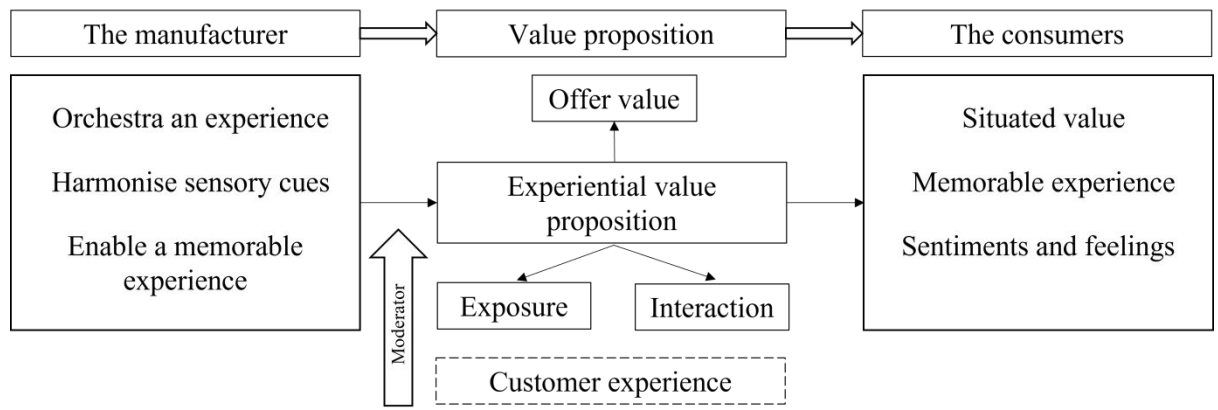 The manufacturer
Value proposition
The consumers
Orchestra an experience
Harmonise sensory cues
Enable a memorable
experience
Moderator
Offer value
Experiential value
proposition
Exposure
Interaction
Customer experience
Situated value
Memorable experience
Sentiments and feelings